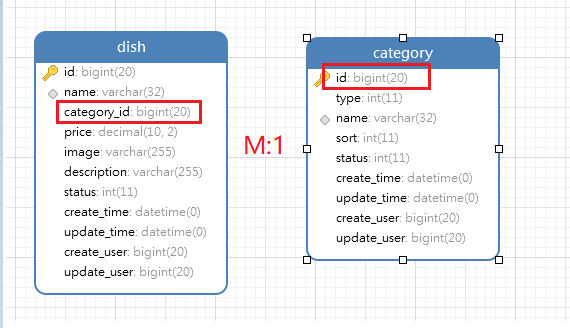 dish
id: bigint(20)
name: varchar(32)
category_id: bigint(20)
price: decimal(10, 2)
image: varchar(255)
description: varchar(255)
status: int(11)
create_time: datetime(0)
update_time: datetime(0)
create_user: bigint(20)
update_user: bigint(20)
M:1
category
id: bigint(20)
type: int(11)
name: varchar(32)
sort: int(11)
status: int(11)
create_time: datetime(0)
update_time: datetime(0)
create_user: bigint(20)
update_user: bigint(20)